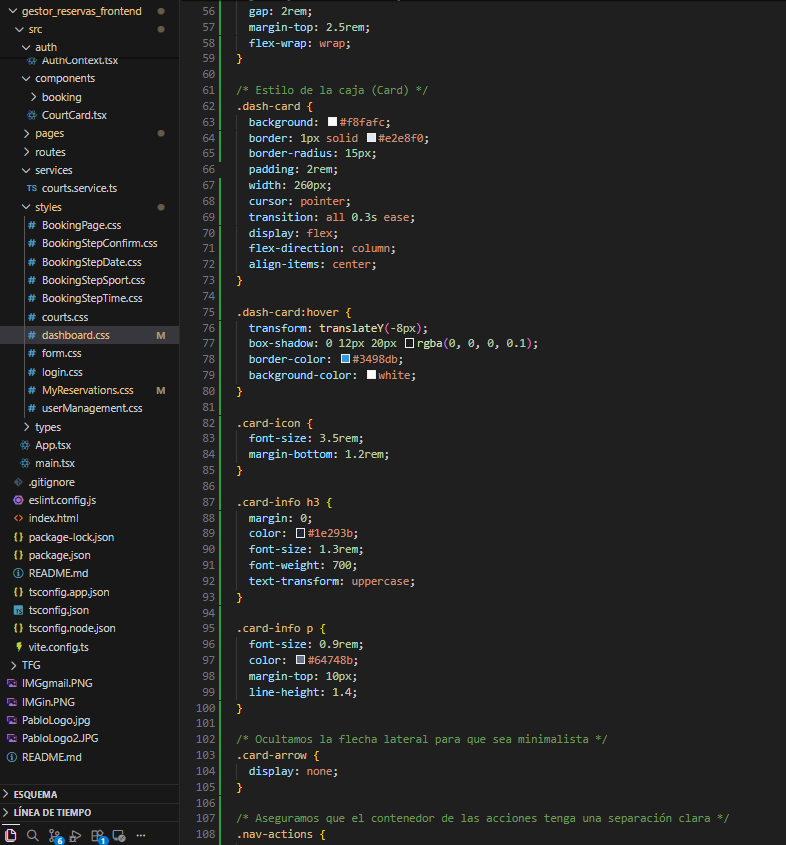 gestor_reservas_frontend
src
auth
AuthContext.tsx
components
booking
CourtCard.tsx
pages
routes
services
TS courts.service.ts
styles
# BookingPage.css
# BookingStepConfirm.css
# BookingStepDate.css
# BookingStepSport.css
# BookingStepTime.css
# courts.css
# dashboard.css M
# form.css
# login.css
# MyReservations.css M
# userManagement.css
types
App.tsx
main.tsx
.gitignore
eslint.config.js
<> index.html
{} package-lock.json
{} package.json
README.md
{} tsconfig.app.json
TS tsconfig.json
{} tsconfig.node.json
vite.config.ts
TFG
IMGgmail.PNG
IMGin.PNG
PabloLogo.jpg
PabloLogo2.JPG
README.md
ESQUEMA
LÍNEA DE TIEMPO
6 1 ...
56 gap: 2rem;
57 margin-top: 2.5rem;
58 flex-wrap: wrap;
59 }
60
61 /* Estilo de la caja (Card) */
62 .dash-card {
63 background: #f8fafc;
64 border: 1px solid #e2e8f0;
65 border-radius: 15px;
66 padding: 2rem;
67 width: 260px;
68 cursor: pointer;
69 transition: all 0.3s ease;
70 display: flex;
71 flex-direction: column;
72 align-items: center;
73 }
74
75 .dash-card:hover {
76 transform: translateY(-8px);
77 box-shadow: 0 12px 20px rgba(0, 0, 0, 0.1);
78 border-color: #3498db;
79 background-color: white;
80 }
81
82 .card-icon {
83 font-size: 3.5rem;
84 margin-bottom: 1.2rem;
85 }
86
87 .card-info h3 {
88 margin: 0;
89 color: #1e293b;
90 font-size: 1.3rem;
91 font-weight: 700;
92 text-transform: uppercase;
93 }
94
95 .card-info p {
96 font-size: 0.9rem;
97 color: #64748b;
98 margin-top: 10px;
99 line-height: 1.4;
100 }
101
102 /* Ocultamos la flecha lateral para que sea minimalista */
103 .card-arrow {
104 display: none;
105 }
106
107 /* Aseguramos que el contenedor de las acciones tenga una separación clara */
108 .nav-actions {